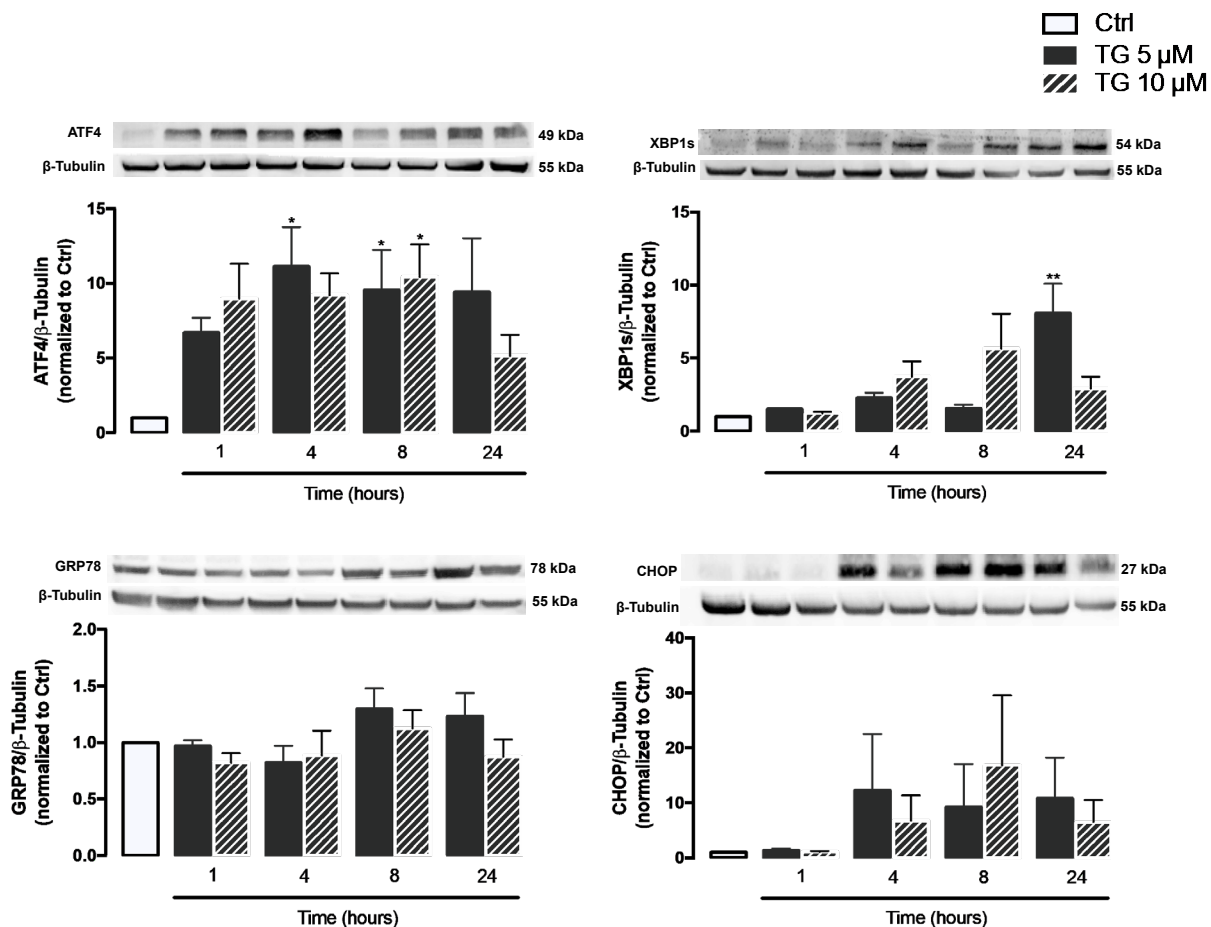 Ctrl
TG 5 µM
TG 10 µM
ATF4
49 kDa
β-Tubulin
55 kDa
ATF4/β-Tubulin
(normalized to Ctrl)
15
10
5
0
*
*
*
1
4
8
24
Time (hours)
XBP1s
54 kDa
β-Tubulin
55 kDa
XBP1s/β-Tubulin
(normalized to Ctrl)
15
10
5
0
**
1
4
8
24
Time (hours)
GRP78
78 kDa
β-Tubulin
55 kDa
GRP78/β-Tubulin
(normalized to Ctrl)
2.0
1.5
1.0
0.5
0.0
1
4
8
24
Time (hours)
CHOP
27 kDa
β-Tubulin
55 kDa
CHOP/β-Tubulin
(normalized to Ctrl)
40
30
20
10
0
1
4
8
24
Time (hours)